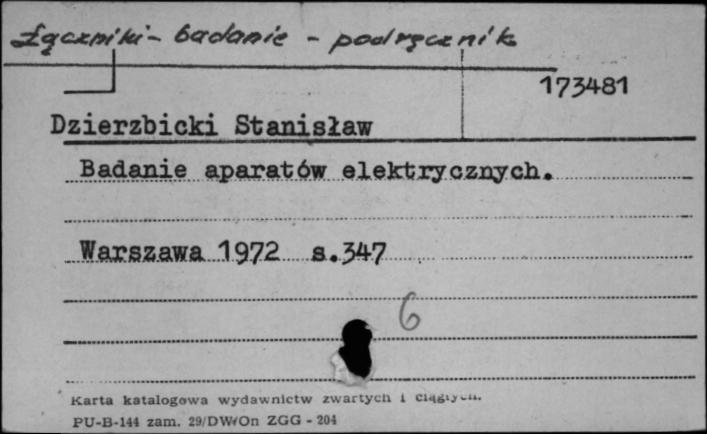 Łączniki - badanie - podręcznik
173481
Dzierzbicki Stanisław
Badanie aparatów elektrycznych.
Warszawa 1972 s.347
6
Karta katalogowa wydawnictw zwartych i ciągłych.
PU-B-144 zam. 29/DW/On ZGG - 204